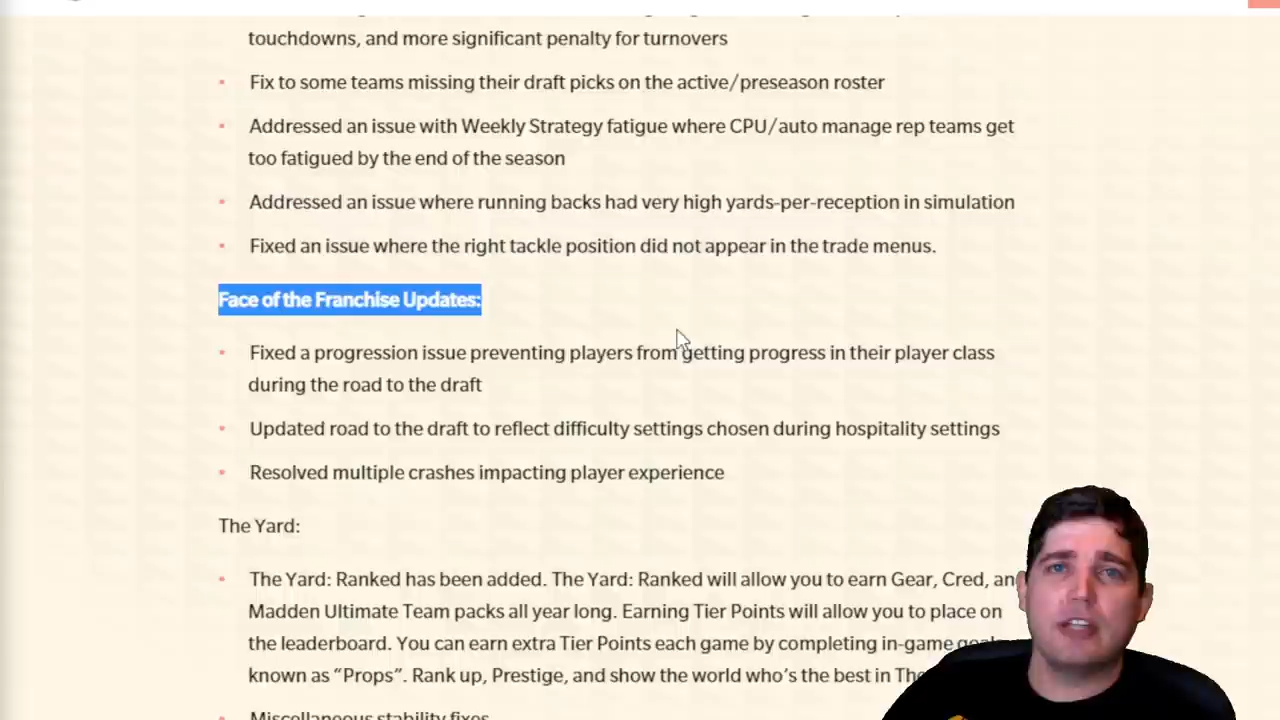 touchdowns, and more significant penalty for turnovers
Fix to some teams missing their draft picks on the active/preseason roster
Addressed an issue with Weekly Strategy fatigue where CPU/auto manage rep teams get
too fatigued by the end of the season
Addressed an issue where running backs had very high yards-per-reception in simulation
Fixed an issue where the right tackle position did not appear in the trade menus.
Face of the Franchise Updates:
Fixed a progression issue preventing players from getting progress in their player class
during the road to the draft
Updated road to the draft to reflect difficulty settings chosen during hospitality settings
Resolved multiple crashes impacting player experience
The Yard:
The Yard: Ranked has been added. The Yard: Ranked will allow you to earn Gear, Cred, an
Madden Ultimate Team packs all year long. Earning Tier Points will allow you to place on
the leaderboard. You can earn extra Tier Points each game by completing in-game
known as “Props”. Rank up, Prestige, and show the world who’s the best in
Miscellaneous stability fixes